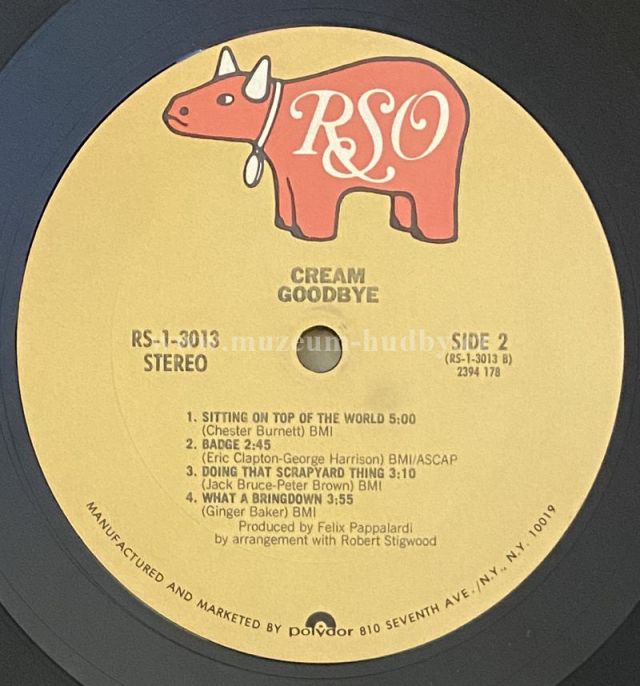 RSO
CREAM
GOODBYE
RS-1-3013
STEREO
SIDE 2
(RS-1-3013 B)
2394 178
www.muzeum-hudby
1. SITTING ON TOP OF THE WORLD 5:00
(Chester Burnett) BMI
2. BADGE 2:45
(Eric Clapton-George Harrison) BMI/ASCAP
3. DOING THAT SCRAPYARD THING 3:10
(Jack Bruce-Peter Brown) BMI
4. WHAT A BRINGDOWN 3:55
(Ginger Baker) BMI
Produced by Felix Pappalardi
by arrangement with Robert Stigwood
MANUFACTURED AND MARKETED BY polydor 810 SEVENTH AVE./N.Y., N.Y. 10019